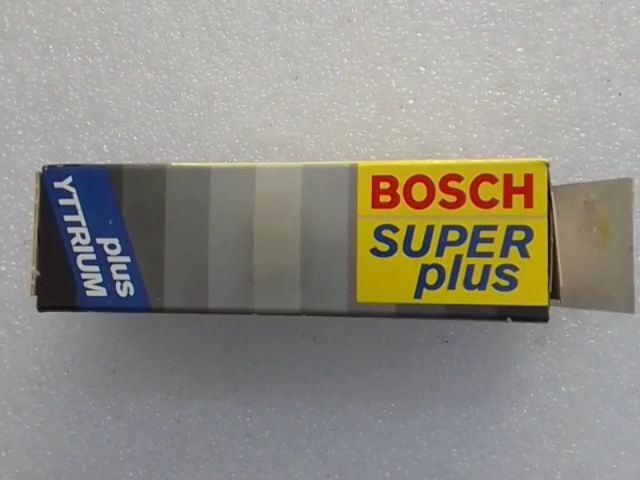 BOSCH
SUPER
plus
YTTRIUM
plus